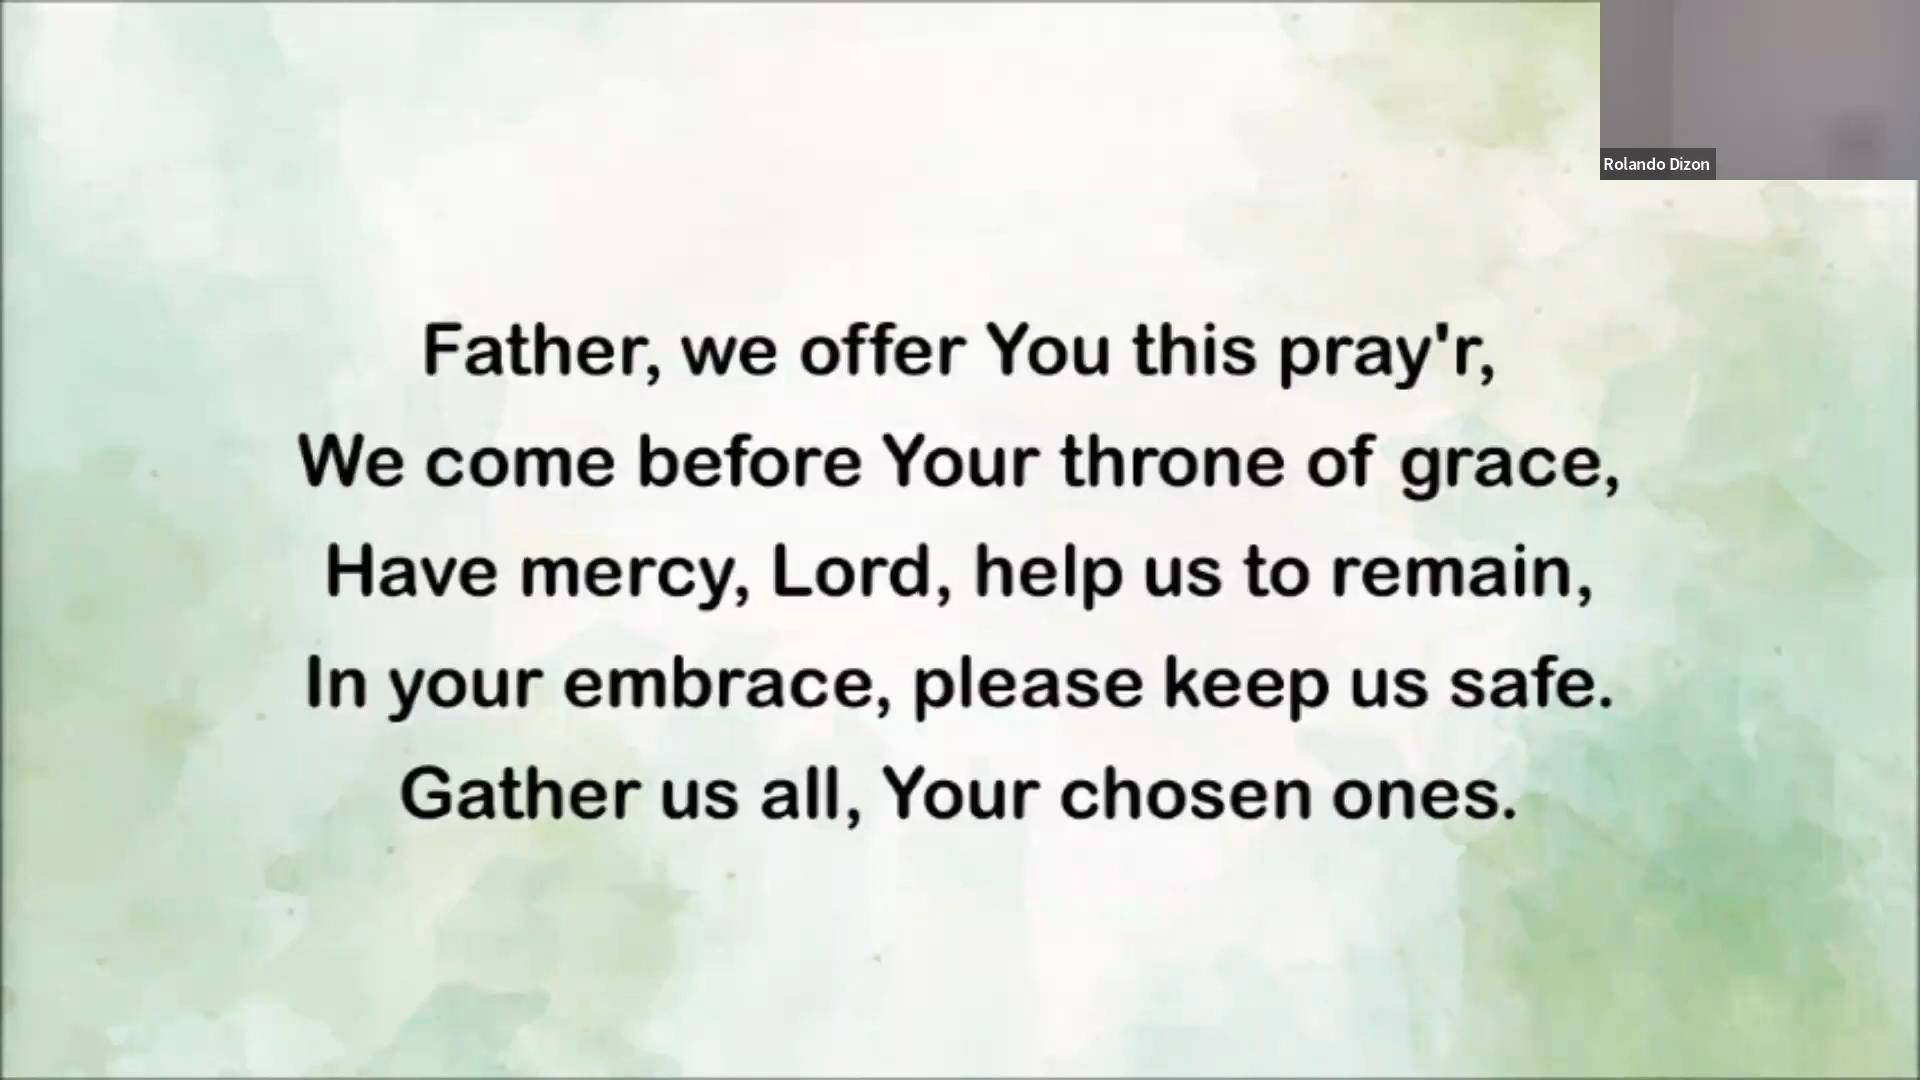 Rolando Dizon
Father, we offer You this pray'r,
We come before Your throne of grace,
Have mercy, Lord, help us to remain,
In your embrace, please keep us safe.
Gather us all, Your chosen ones.